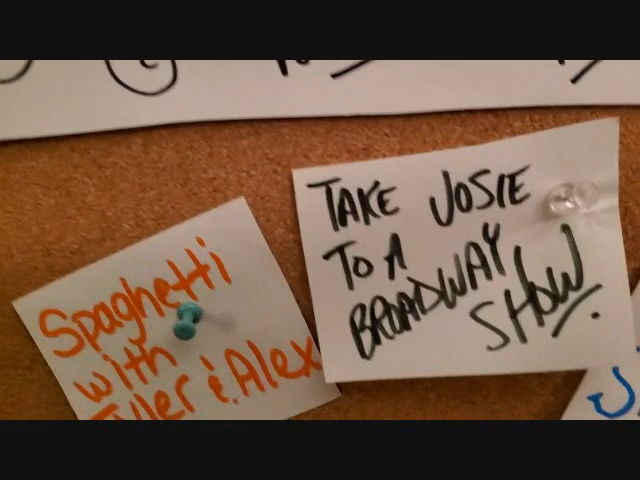 TAKE JOSIE
TO A
BROADWAY
SHOW.
Spaghetti
with
Tyler & Alex